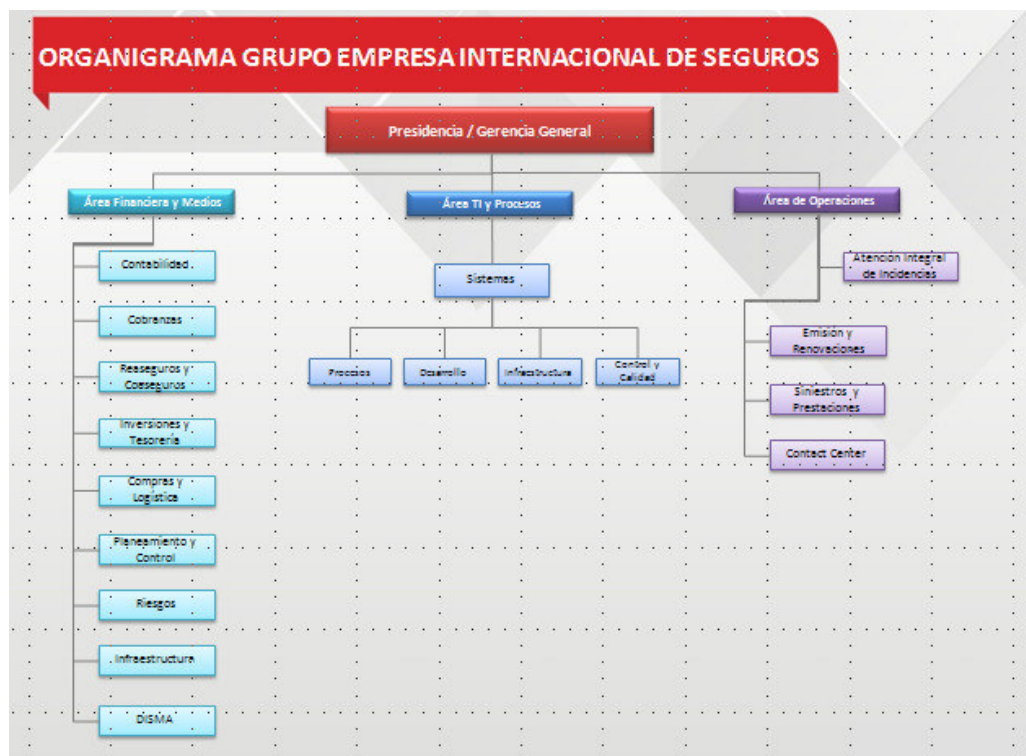 ORGANIGRAMA GRUPO EMPRESA INTERNACIONAL DE SEGUROS
Presidencia / Gerencia General
Área Financiera y Medios
Área TI y Procesos
Área de Operaciones
Contabilidad
Cobranzas
Reaseguros y
Coaseguros
Inversiones y
Tesorería
Compras y
Logística
Planeamiento y
Control
Riesgos
Infraestructura
DISMA
Sistemas
Procesos
Desarrollo
Infraestructura
Control y
Calidad
Atención Integral
de Incidencias
Emisión y
Renovaciones
Siniestros y
Prestaciones
Contact Center